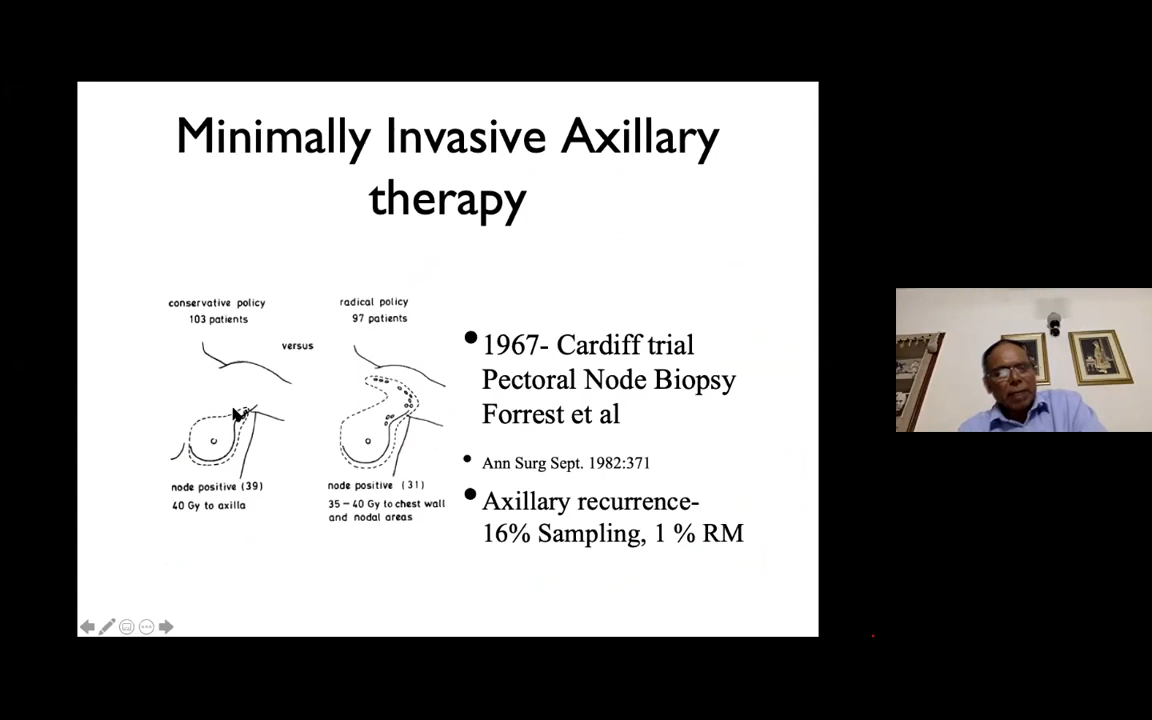 Minimally Invasive Axillary
therapy
conservative policy
103 patients
versus
radical policy
97 patients
node positive (39)
40 Gy to axilla
node positive (31)
35 - 40 Gy to chest wall
and nodal areas
• 1967- Cardiff trial
Pectoral Node Biopsy
Forrest et al
• Ann Surg Sept. 1982:371
• Axillary recurrence-
16% Sampling, 1 % RM